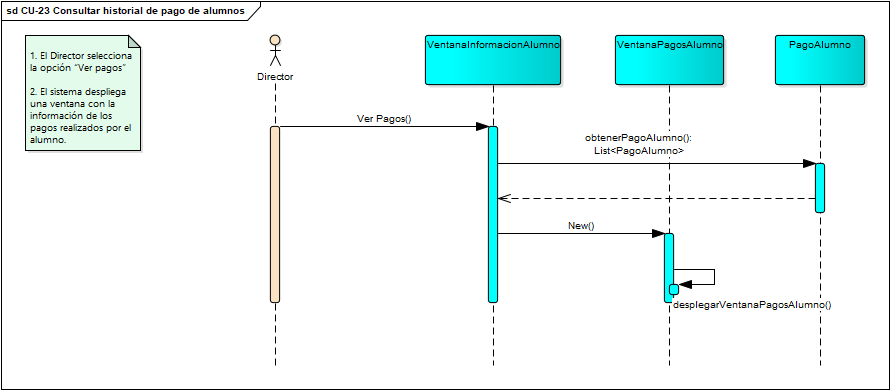 sd CU-23 Consultar historial de pago de alumnos
1. El Director selecciona
la opción "Ver pagos"
2. El sistema despliega
una ventana con la
información de los
pagos realizados por el
alumno.
Director
VentanaInformacionAlumno
VentanaPagosAlumno
PagoAlumno
Ver Pagos()
obtenerPagoAlumno():
List<PagoAlumno>
New()
desplegarVentanaPagosAlumno()